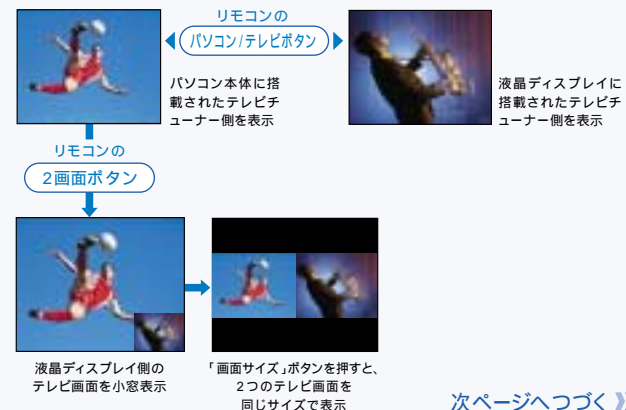 リモコンの
パソコン/テレビボタン
パソコン本体に搭
載されたテレビチ
ューナー側を表示
液晶ディスプレイに
搭載されたテレビチ
ューナー側を表示
リモコンの
2画面ボタン
液晶ディスプレイ側の
テレビ画面を小窓表示
「画面サイズ」ボタンを押すと、
2つのテレビ画面を
同じサイズで表示
次ページへつづく 》